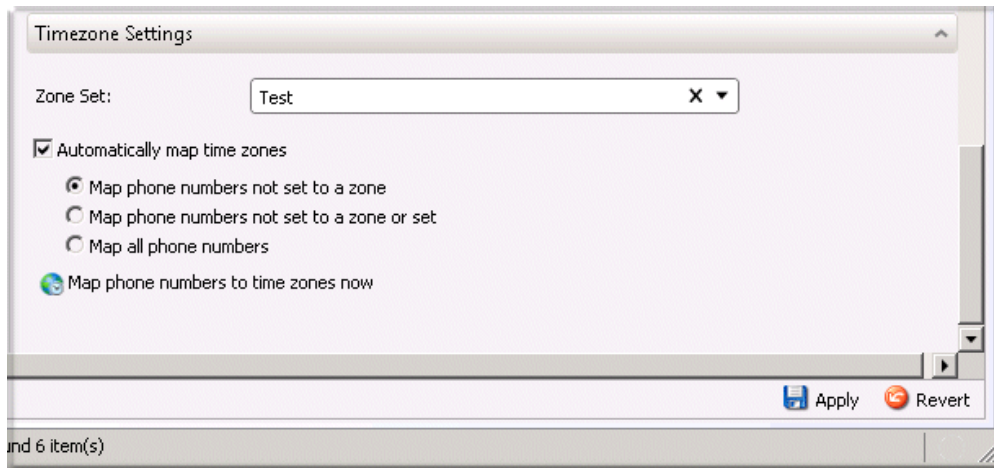 Timezone Settings
Zone Set: Test
Automatically map time zones
Map phone numbers not set to a zone
Map phone numbers not set to a zone or set
Map all phone numbers
Map phone numbers to time zones now
Apply Revert
und 6 item(s)